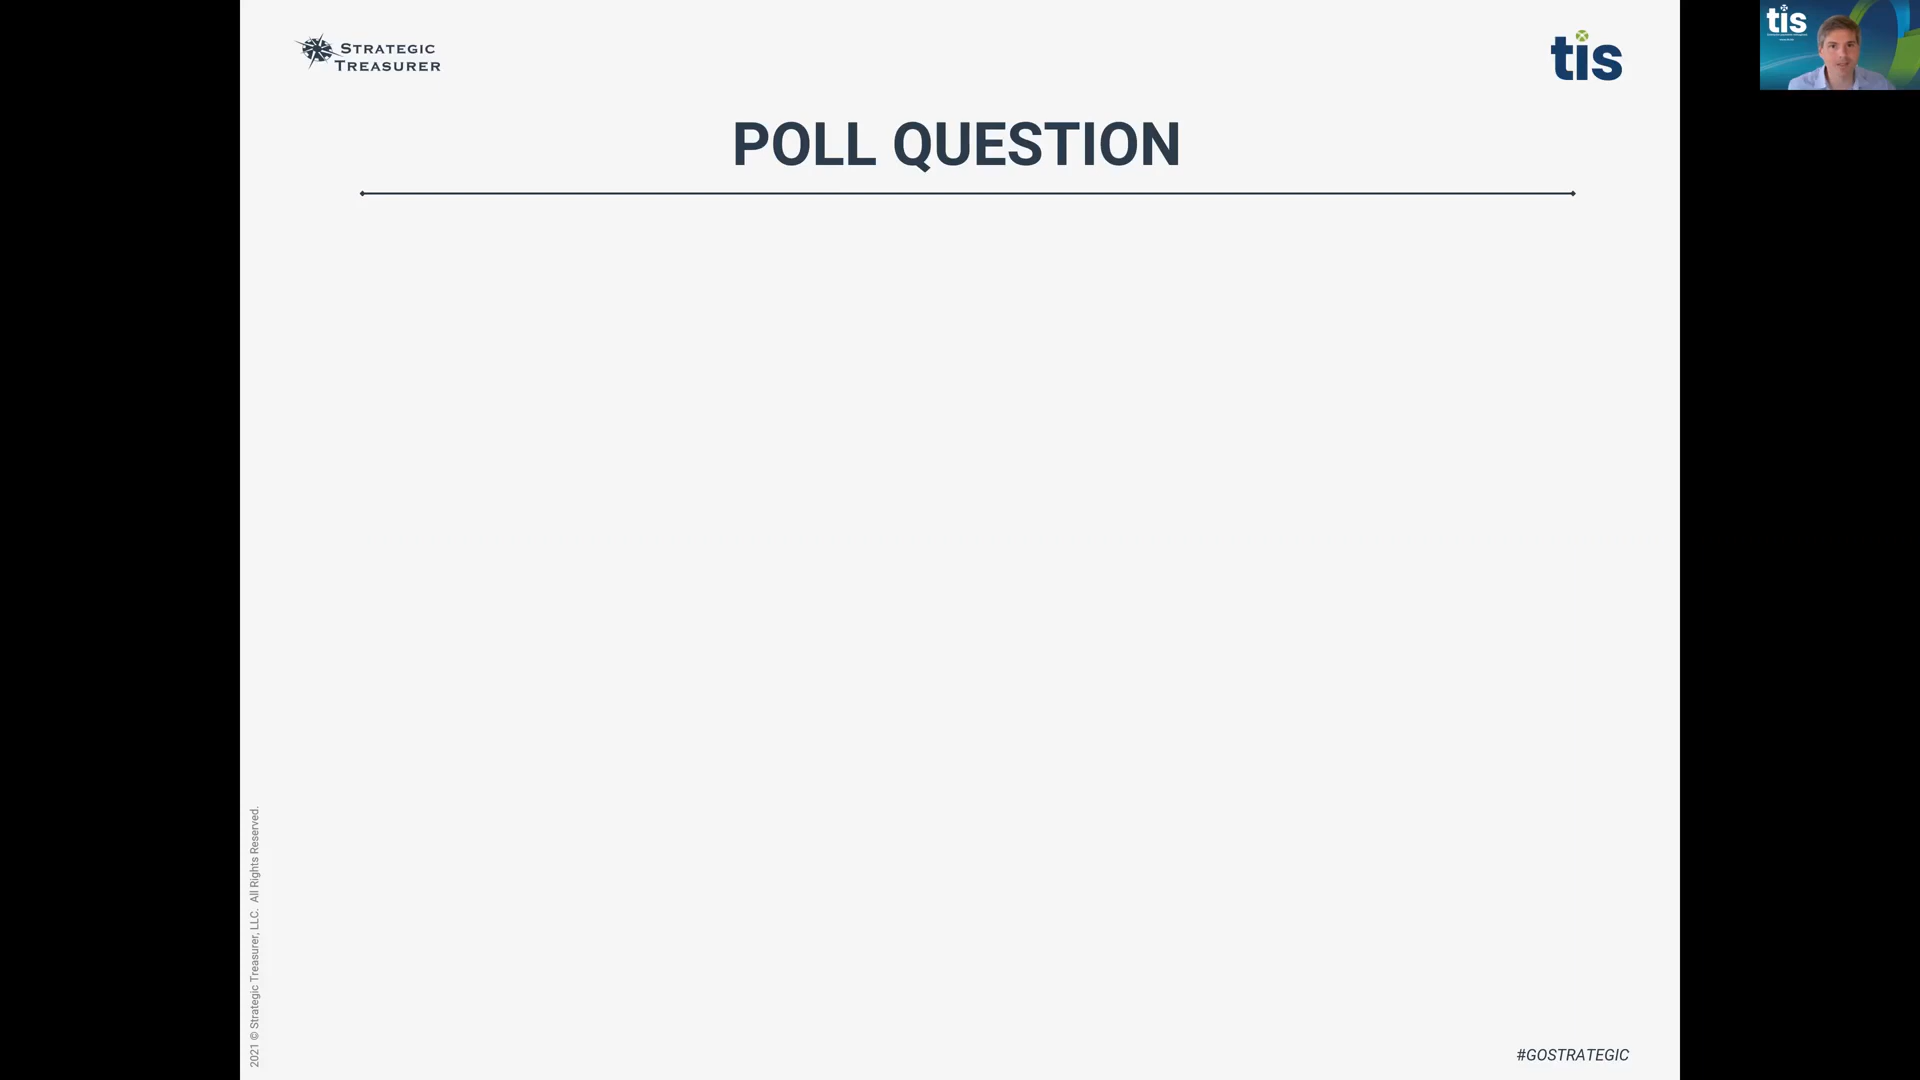 STRATEGIC
TREASURER
tis
tis
POLL QUESTION
2021 © Strategic Treasurer, LLC. All Rights Reserved.
#GOSTRATEGIC